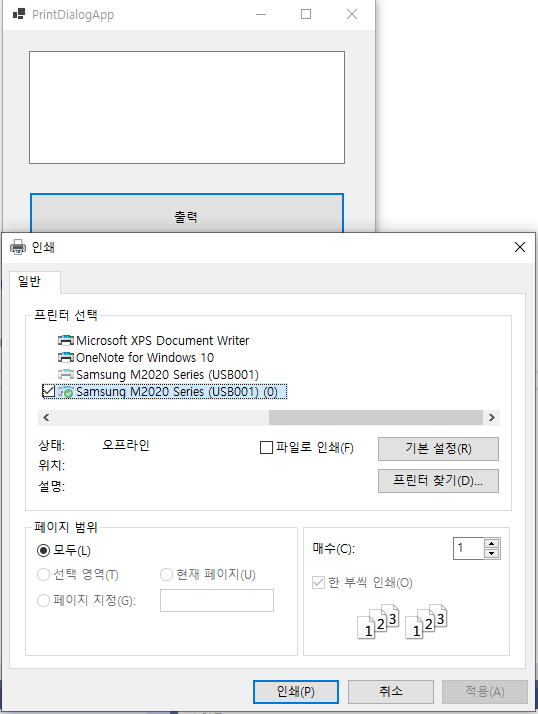 PrintDialogApp
출력
인쇄
일반
프린터 선택
Microsoft XPS Document Writer
OneNote for Windows 10
Samsung M2020 Series (USB001)
Samsung M2020 Series (USB001) (0)
상태: 오프라인
파일로 인쇄(F)
기본 설정(R)
위치:
설명:
프린터 찾기(D)...
페이지 범위
모두(L)
선택 영역(T) 현재 페이지(U)
페이지 지정(G):
매수(C): 1
한 부씩 인쇄(O)
1 2 3 1 2 3
인쇄(P) 취소 적용(A)